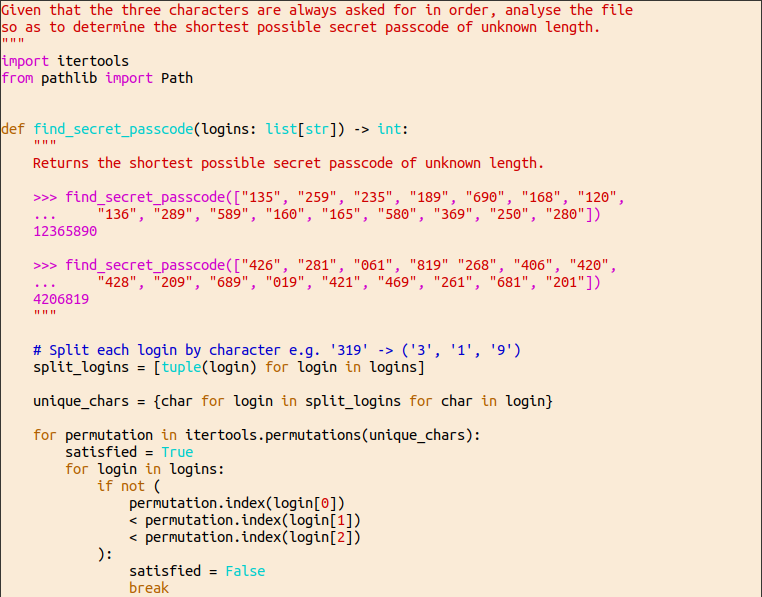 Given that the three characters are always asked for in order, analyse the file
so as to determine the shortest possible secret passcode of unknown length.
"""
import itertools
from pathlib import Path
def find_secret_passcode(logins: list[str]) -> int:
    """
    Returns the shortest possible secret passcode of unknown length.
    >>> find_secret_passcode(["135", "259", "235", "189", "690", "168", "120",
    ...     "136", "289", "589", "160", "165", "580", "369", "250", "280"])
    12365890
    >>> find_secret_passcode(["426", "281", "061", "819" "268", "406", "420",
    ...     "428", "209", "689", "019", "421", "469", "261", "681", "201"])
    4206819
    """
    # Split each login by character e.g. '319' -> ('3', '1', '9')
    split_logins = [tuple(login) for login in logins]
    unique_chars = {char for login in split_logins for char in login}
    for permutation in itertools.permutations(unique_chars):
        satisfied = True
        for login in logins:
            if not (
                permutation.index(login[0])
                < permutation.index(login[1])
                < permutation.index(login[2])
            ):
                satisfied = False
                break